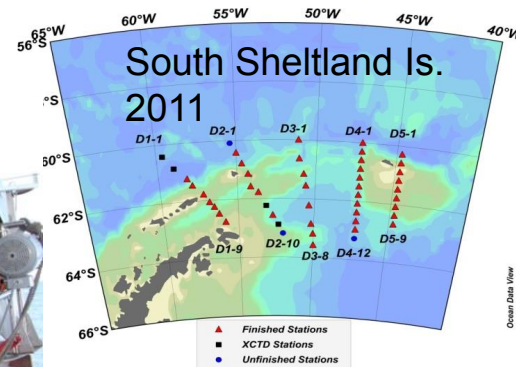 60°W 55°W 50°W 45°W 40°W
56°S
South Sheltland Is.
2011
°S
D1-1 D2-1 D3-1 D4-1 D5-1
60°S
62°S
D1-9 D2-10 D3-8 D4-12 D5-9
64°S
66°S
Finished Stations
XCTD Stations
Unfinished Stations
Ocean Data View